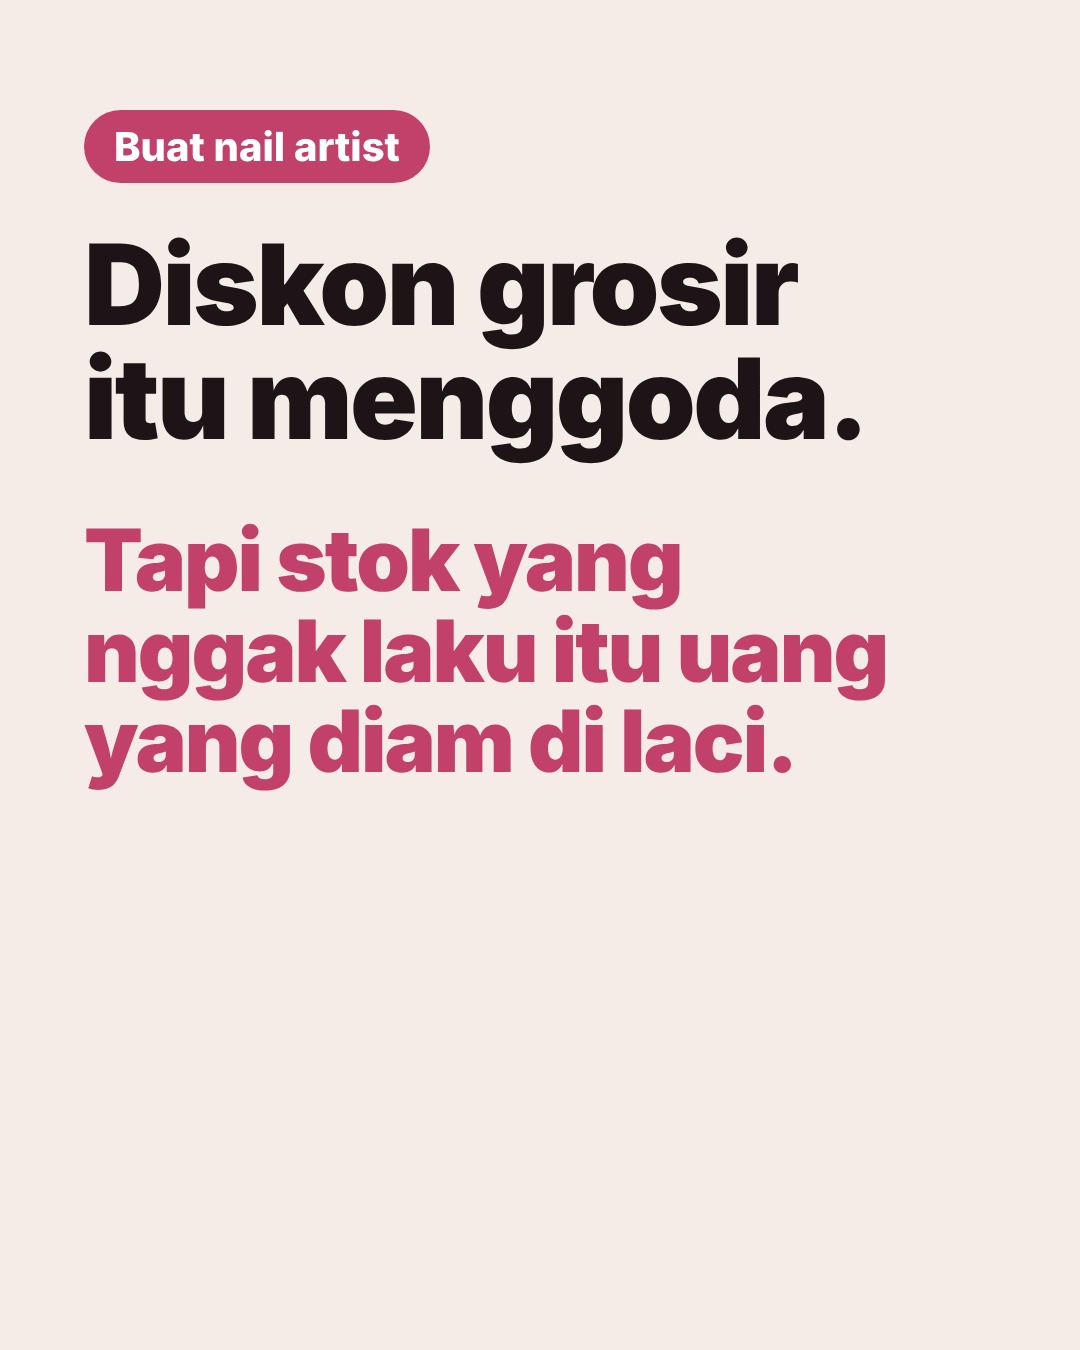 Buat nail artist
Diskon grosir
itu menggoda.
Tapi stok yang
nggak laku itu uang
yang diam di laci.